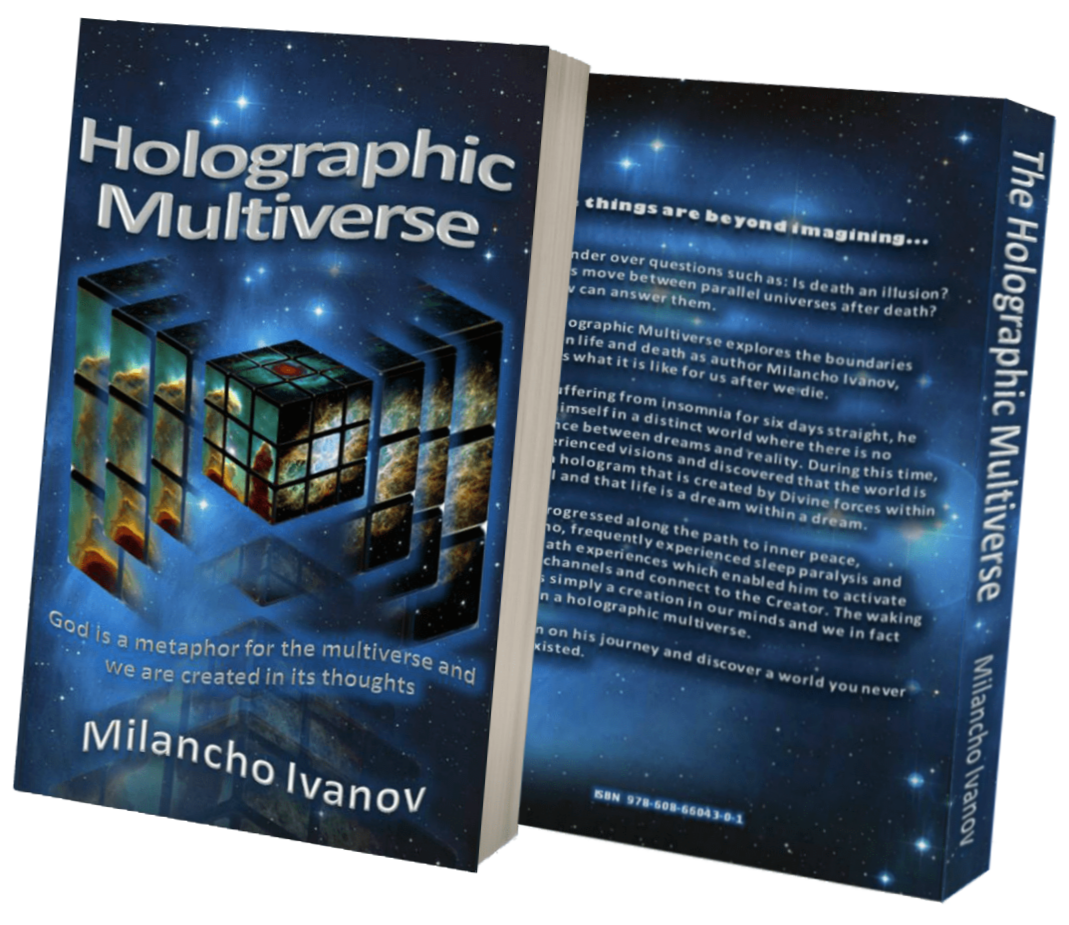 Holographic
Multiverse
God is a metaphor for the multiverse and
we are created in its thoughts
Milancho Ivanov
things are beyond imagining...
over questions such as: Is death an illusion?
move between parallel universes after death?
can answer them.
Multiverse explores the boundaries
life and death as author Milancho Ivanov,
what it is like for us after we die.
from insomnia for six days straight, he
in a distinct world where there is no
between dreams and reality. During this time,
visions and discovered that the world is
hologram that is created by Divine forces within
and that life is a dream within a dream.
along the path to inner peace,
frequently experienced sleep paralysis and
experiences which enabled him to activate
channels and connect to the Creator. The waking
simply a creation in our minds and we in fact
a holographic multiverse.
on his journey and discover a world you never
ISBN 978-608-66043-0-1
The Holographic Multiverse
Milancho Ivanov